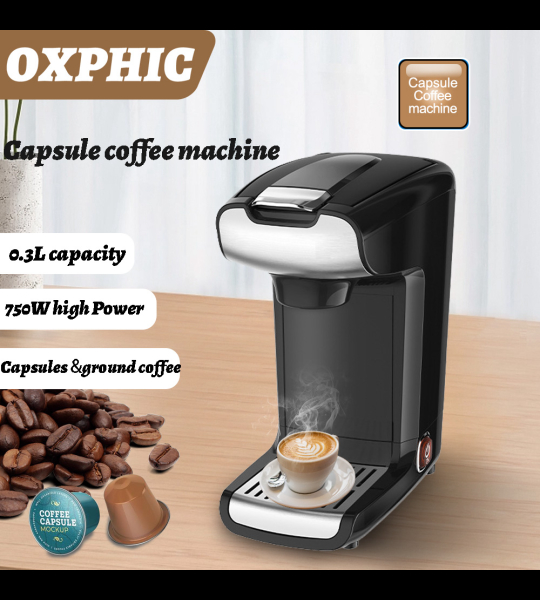 OXPHIC
Capsule
Coffee
machine
Capsule coffee machine
0.3L capacity
750W high Power
Capsules &ground coffee
COFFEE
CAPSULE
MOCKUP